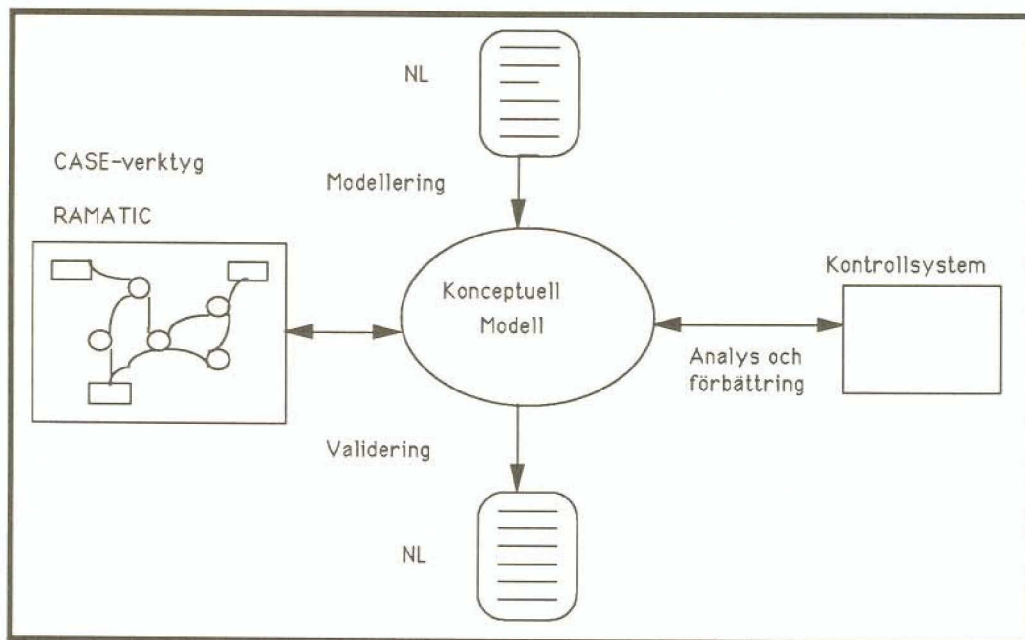 NL
CASE-verktyg
Modellering
RAMATIC
Kontrollsystem
Konceptuell
Modell
Analys och
förbättring
Validering
NL